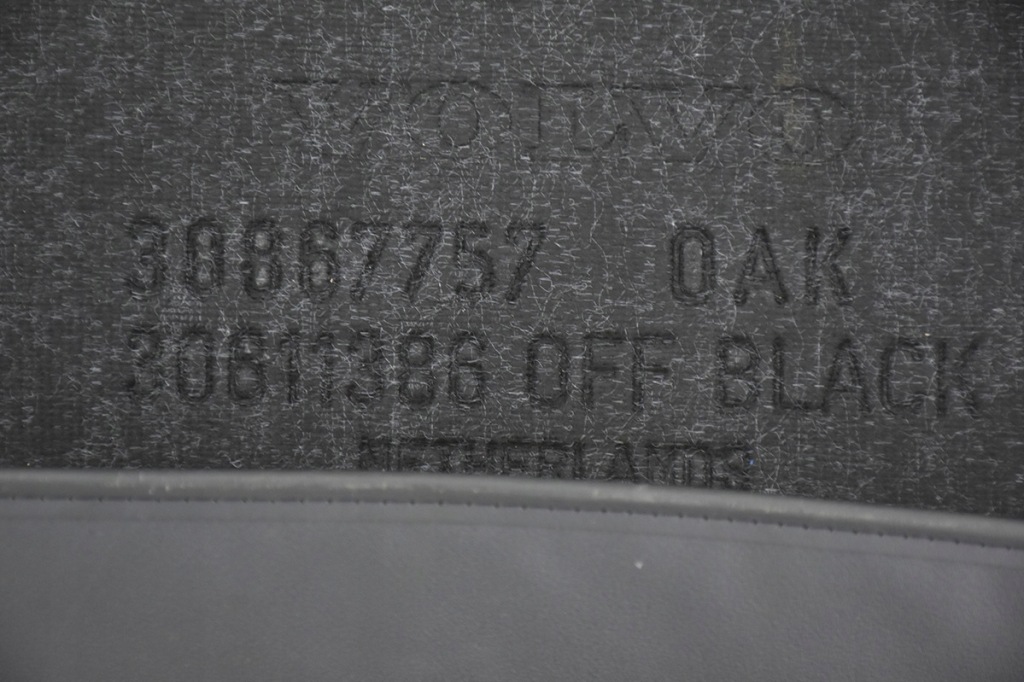 VOLVO
30867757 OAK
30611386 OFF BLACK
NETHERLANDS